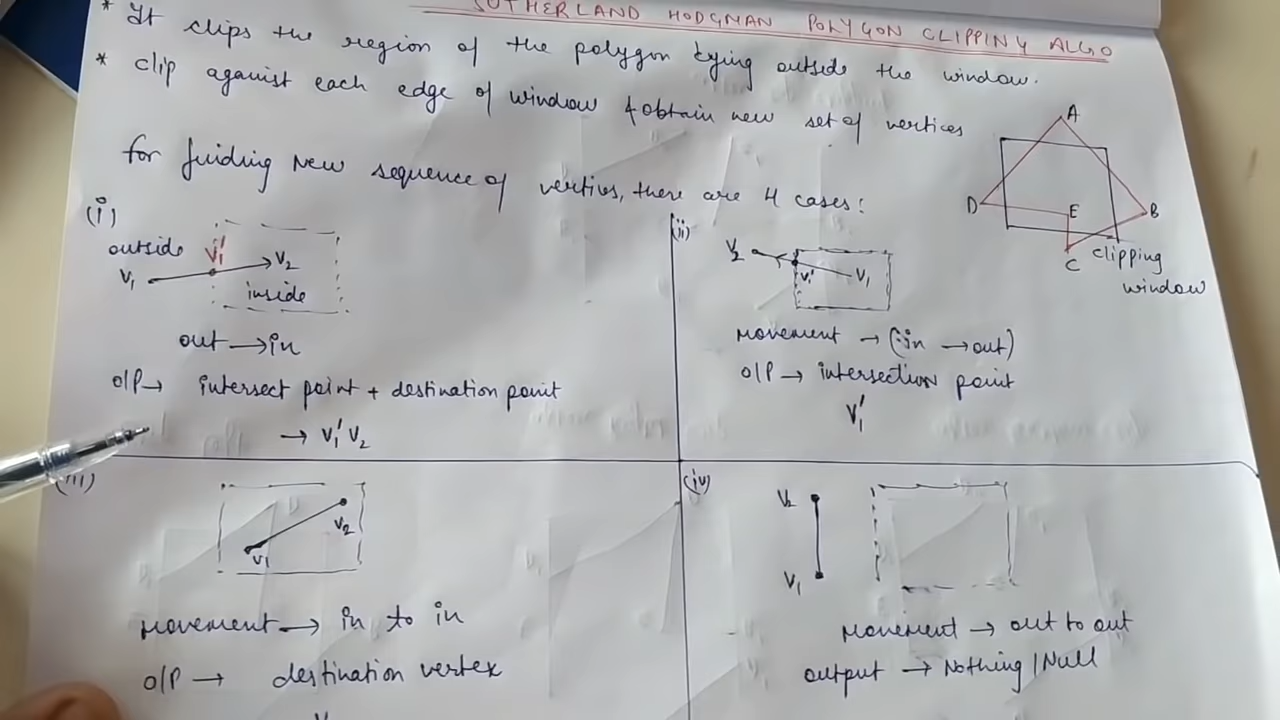 SUTHERLAND HODGMAN POLYGON CLIPPING ALGO
* It clips the region of the polygon lying outside the window.
* clip against each edge of window & obtain new set of vertices
for finding New sequence of vertices, there are 4 cases:
A
D
E
B
C
clipping window
(i)
outside
V1'
V1
V2
inside
out → in
O/P → intersect point + destination point
→ V1' V2
(ii)
V2
V1'
V1
Movement → (in → out)
O/P → intersection point
V1'
(iii)
V2
V1
Movement → in to in
O/P → destination vertex
(iv)
V2
V1
Movement → out to out
output → Nothing | Null